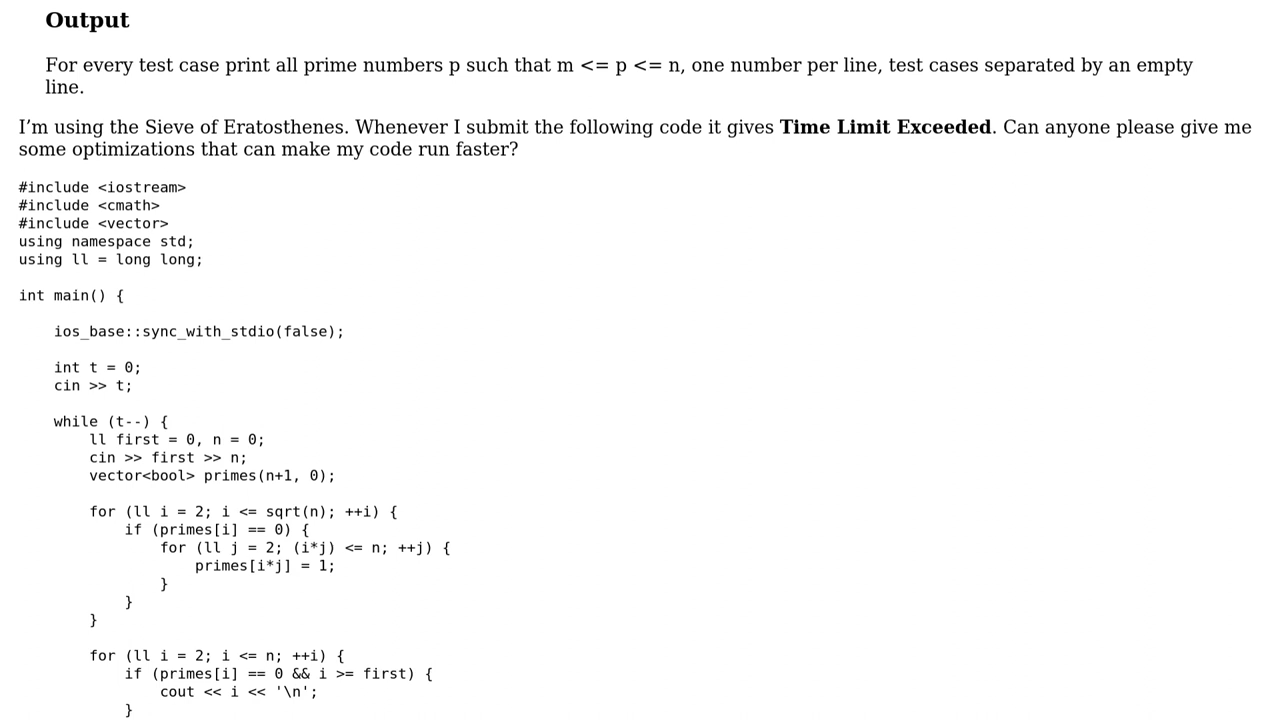 Output
For every test case print all prime numbers p such that m <= p <= n, one number per line, test cases separated by an empty
line.
I’m using the Sieve of Eratosthenes. Whenever I submit the following code it gives Time Limit Exceeded. Can anyone please give me
some optimizations that can make my code run faster?
#include <iostream>
#include <cmath>
#include <vector>
using namespace std;
using ll = long long;
int main() {
    ios_base::sync_with_stdio(false);
    int t = 0;
    cin >> t;
    while (t--) {
        ll first = 0, n = 0;
        cin >> first >> n;
        vector<bool> primes(n+1, 0);
        for (ll i = 2; i <= sqrt(n); ++i) {
            if (primes[i] == 0) {
                for (ll j = 2; (i*j) <= n; ++j) {
                    primes[i*j] = 1;
                }
            }
        }
        for (ll i = 2; i <= n; ++i) {
            if (primes[i] == 0 && i >= first) {
                cout << i << '\n';
            }